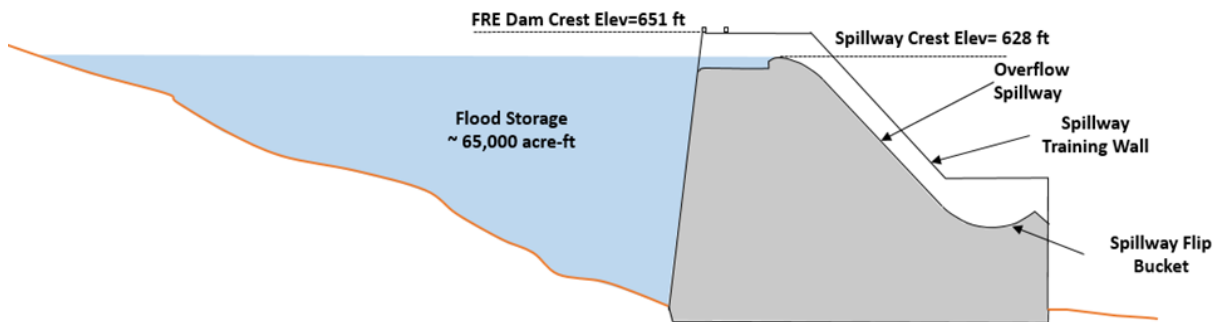 FRE Dam Crest Elev=651 ft
Spillway Crest Elev= 628 ft
Overflow
Spillway
Flood Storage
~ 65,000 acre-ft
Spillway
Training Wall
Spillway Flip
Bucket